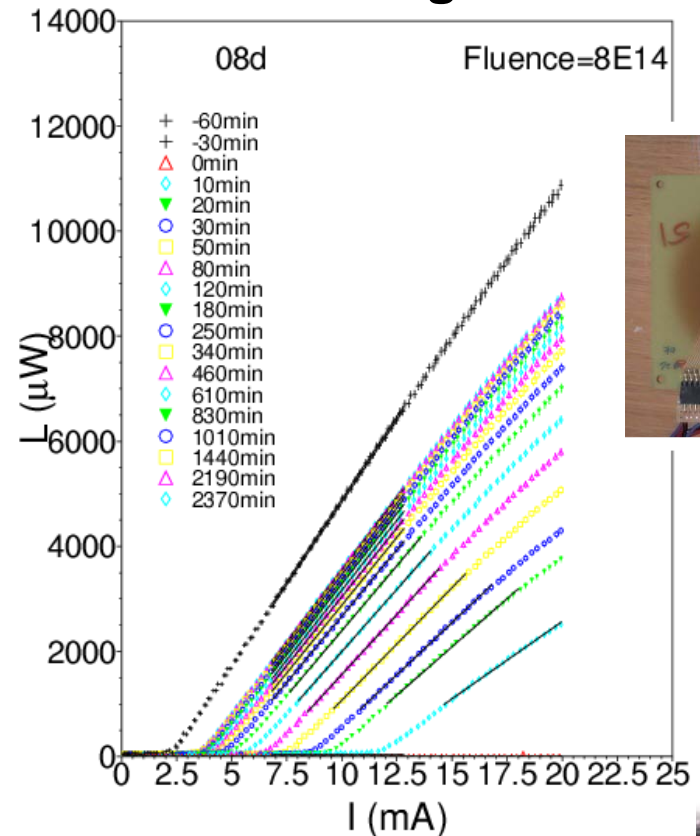 14000
12000
10000
8000
6000
4000
2000
0
L (μW)
08d
Fluence=8E14
-60min
-30min
0min
10min
20min
30min
50min
80min
120min
180min
250min
340min
460min
610min
830min
1010min
1440min
2190min
2370min
0 2.5 5 7.5 10 12.5 15 17.5 20 22.5 25
I (mA)